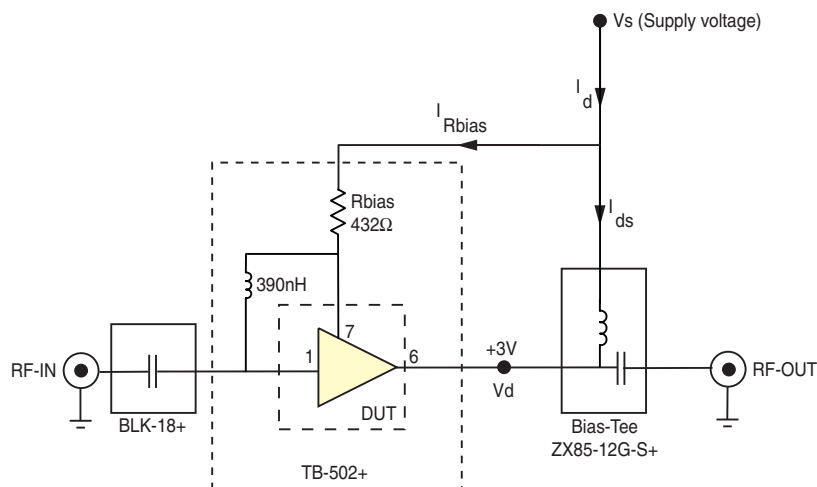 Vs (Supply voltage)
I d
I Rbias
Rbias
432Ω
I ds
390nH
7
1
6
+3V
Vd
RF-IN
RF-OUT
DUT
BLK-18+
Bias-Tee
ZX85-12G-S+
TB-502+